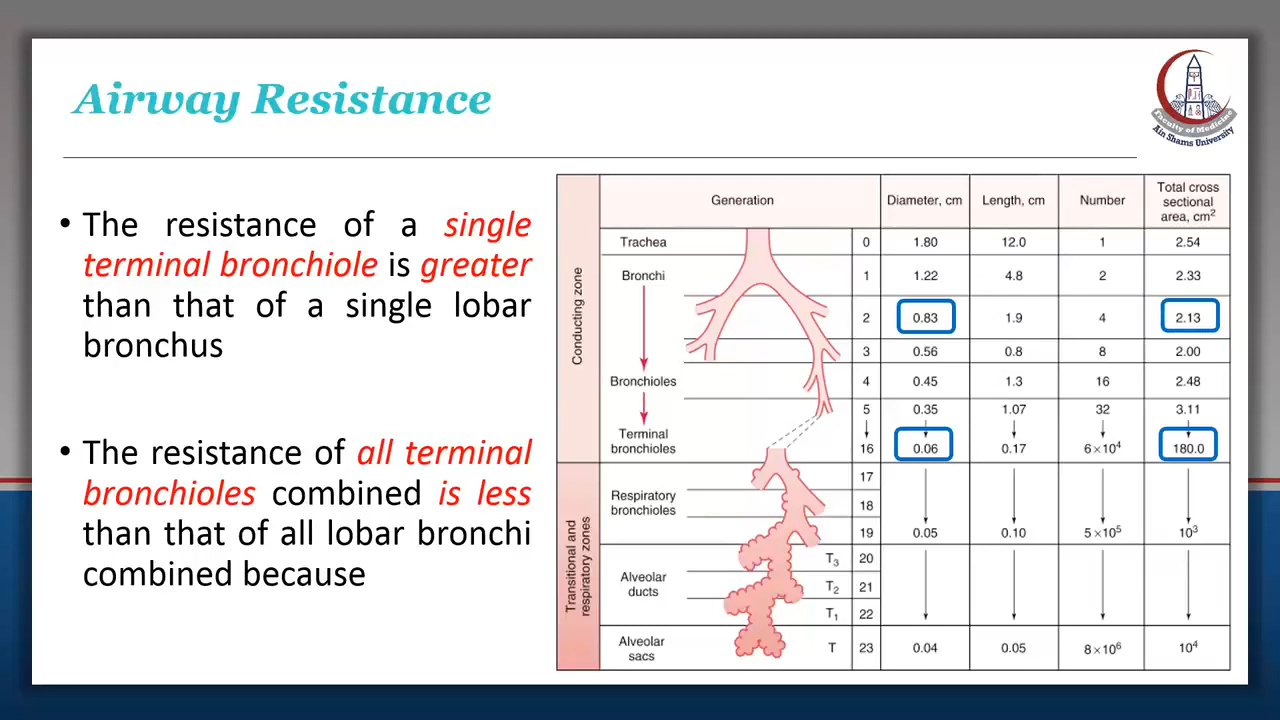 Airway Resistance
Faculty of Medicine
Ain Shams University
• The resistance of a single
terminal bronchiole is greater
than that of a single lobar
bronchus
• The resistance of all terminal
bronchioles combined is less
than that of all lobar bronchi
combined because
Generation Diameter, cm Length, cm Number Total cross
sectional
area, cm²
Conducting zone
Trachea 0 1.80 12.0 1 2.54
Bronchi 1 1.22 4.8 2 2.33
2 0.83 1.9 4 2.13
3 0.56 0.8 8 2.00
Bronchioles 4 0.45 1.3 16 2.48
5 0.35 1.07 32 3.11
Terminal
bronchioles 16 0.06 0.17 6×10⁴ 180.0
Transitional and
respiratory zones
17
Respiratory
bronchioles 18
19 0.05 0.10 5×10⁵ 10³
T₃ 20
Alveolar
ducts T₂ 21
T₁ 22
Alveolar
sacs T 23 0.04 0.05 8×10⁶ 10⁴